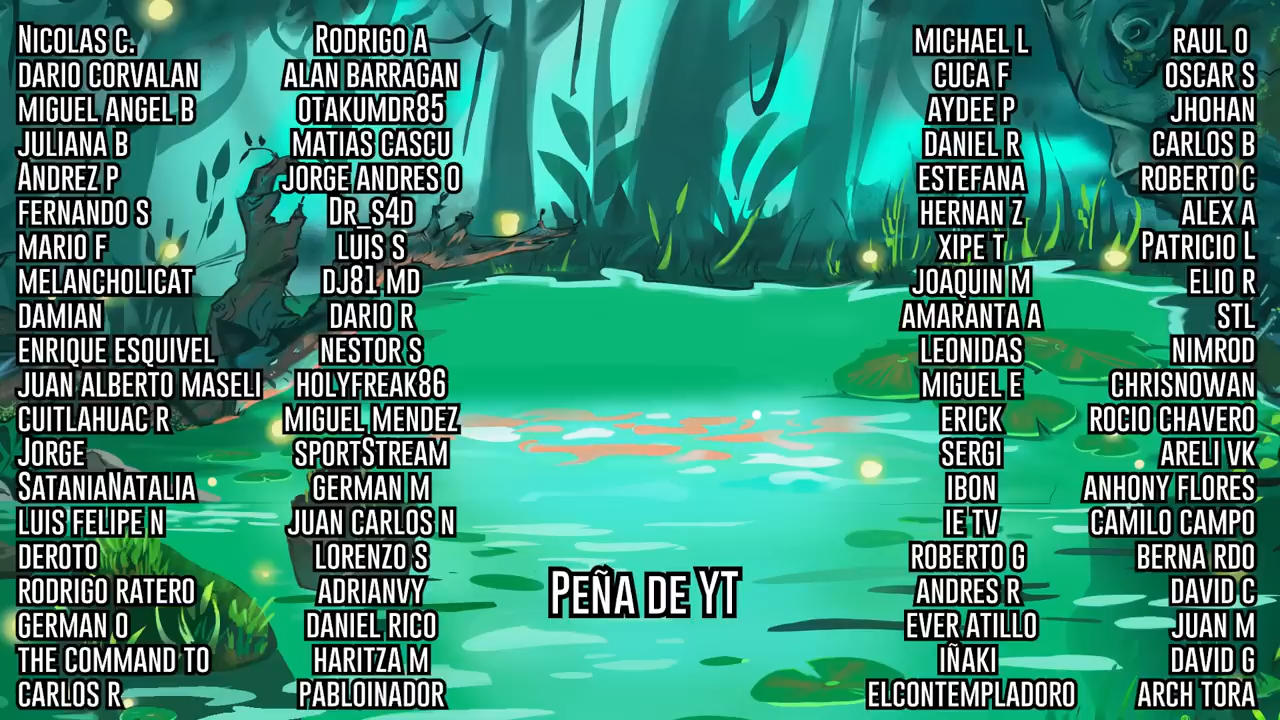 Nicolas C.
DARIO CORVALAN
MIGUEL ANGEL B
JULIANA B
Andrez P
FERNANDO S
MARIO F
MELANCHOLICAT
DAMIAN
ENRIQUE ESQUIVEL
JUAN ALBERTO MASELI
CUITLAHUAC R
Jorge
SataniaNatalia
LUIS FELIPE N
DEROTO
RODRIGO RATERO
GERMAN O
THE COMMAND TO
CARLOS R
Rodrigo A
ALAN BARRAGAN
OTAKUMDR85
MATIAS CASCU
JORGE ANDRES O
Dr_s4d
LUIS S
DJ81 MD
DARIO R
NESTOR S
HOLYFREAK86
MIGUEL MENDEZ
SPORTSTREAM
GERMAN M
JUAN CARLOS N
LORENZO S
ADRIANVY
DANIEL RICO
HARITZA M
PABLOINADOR
Peña de YT
MICHAEL L
CUCA F
AYDEE P
DANIEL R
ESTEFANA
HERNAN Z
XIPE T
JOAQUIN M
AMARANTA A
LEONIDAS
MIGUEL E
ERICK
SERGI
IBON
IE TV
ROBERTO G
ANDRES R
EVER ATILLO
IÑAKI
ELCONTEMPLADORO
RAUL O
OSCAR S
JHOHAN
CARLOS B
ROBERTO C
ALEX A
Patricio L
ELIO R
STL
NIMROD
CHRISNOWAN
ROCIO CHAVERO
ARELI VK
ANHONY FLORES
CAMILO CAMPO
BERNA RDO
DAVID C
JUAN M
DAVID G
ARCH TORA